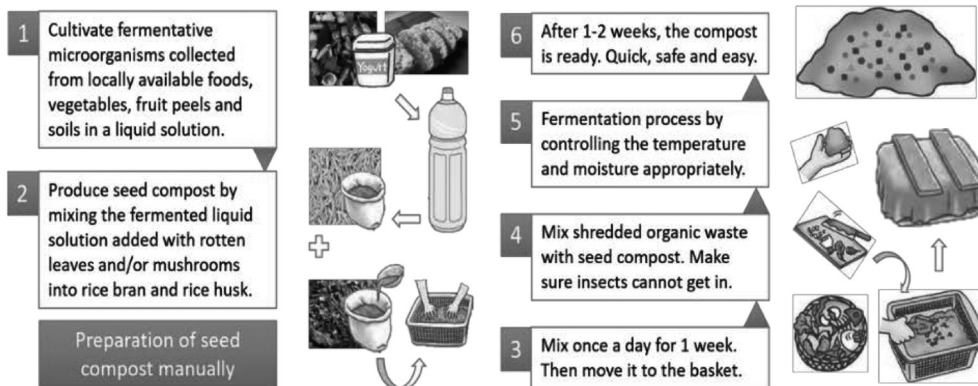 1
Cultivate fermentative
microorganisms collected
from locally available foods,
vegetables, fruit peels and
soils in a liquid solution.
2
Produce seed compost by
mixing the fermented liquid
solution added with rotten
leaves and/or mushrooms
into rice bran and rice husk.
Preparation of seed
compost manually
Yogurt
6
After 1-2 weeks, the compost
is ready. Quick, safe and easy.
5
Fermentation process by
controlling the temperature
and moisture appropriately.
4
Mix shredded organic waste
with seed compost. Make
sure insects cannot get in.
3
Mix once a day for 1 week.
Then move it to the basket.